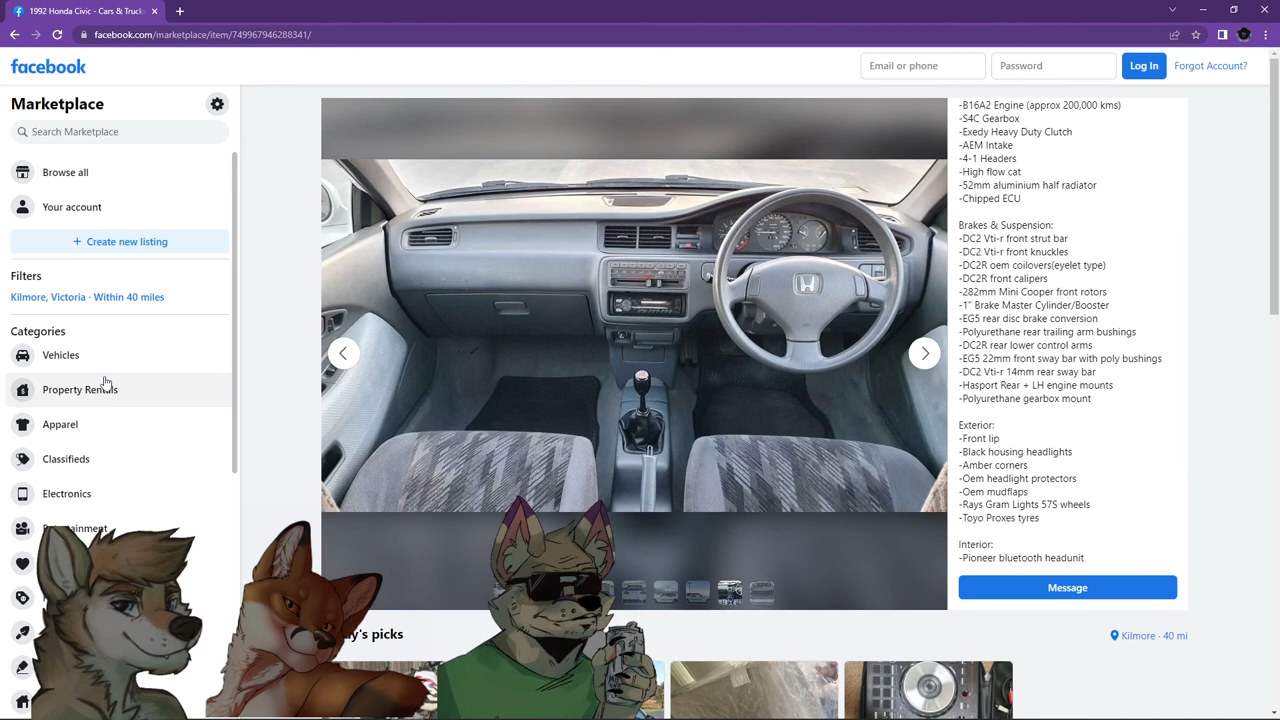 1992 Honda Civic - Cars & Truck
facebook.com/marketplace/item/749967946288341/
facebook
Email or phone
Password
Log In
Forgot Account?
Marketplace
Search Marketplace
Browse all
Your account
+ Create new listing
Filters
Kilmore, Victoria · Within 40 miles
Categories
Vehicles
Property Rentals
Apparel
Classifieds
Electronics
Entertainment
-B16A2 Engine (approx 200,000 kms)
-S4C Gearbox
-Exedy Heavy Duty Clutch
-AEM Intake
-4-1 Headers
-High flow cat
-52mm aluminium half radiator
-Chipped ECU
Brakes & Suspension:
-DC2 Vti-r front strut bar
-DC2 Vti-r front knuckles
-DC2R oem coilovers(eyelet type)
-DC2R front calipers
-282mm Mini Cooper front rotors
-1" Brake Master Cylinder/Booster
-EG5 rear disc brake conversion
-Polyurethane rear trailing arm bushings
-DC2R rear lower control arms
-EG5 22mm front sway bar with poly bushings
-DC2 Vti-r 14mm rear sway bar
-Hasport Rear + LH engine mounts
-Polyurethane gearbox mount
Exterior:
-Front lip
-Black housing headlights
-Amber corners
-Oem headlight protectors
-Oem mudflaps
-Rays Gram Lights 57S wheels
-Toyo Proxes tyres
Interior:
-Pioneer bluetooth headunit
Message
y's picks
Kilmore · 40 mi